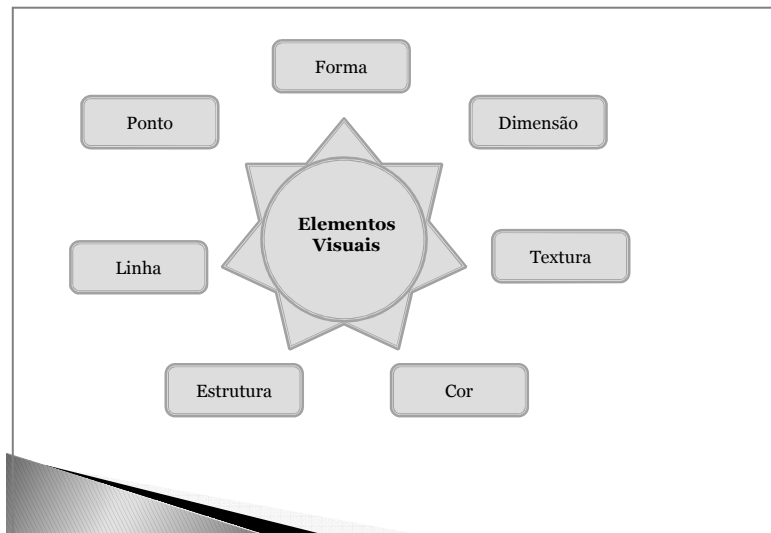 Forma
Ponto
Dimensão
Elementos
Visuais
Linha
Textura
Estrutura
Cor